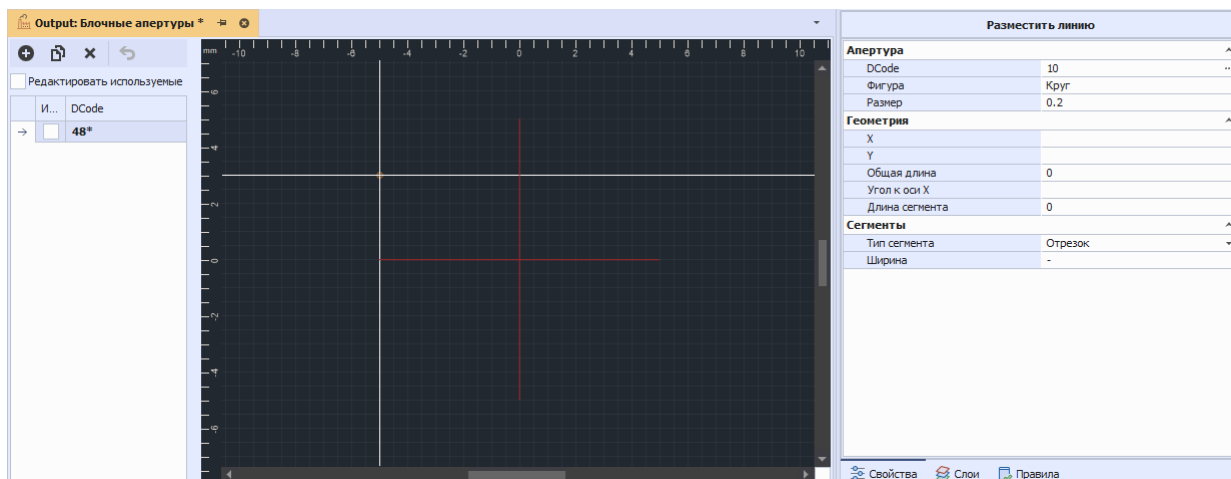 Output: Блочные апертуры *
Редактировать используемые
И... DCode
48*
mm -10 -6 -4 -2 0 2 4 6 10
6
4
2
0
-2
-4
-6
Разместить линию
Апертура
DCode 10 ...
Фигура Круг
Размер 0.2
Геометрия
X
Y
Общая длина 0
Угол к оси X
Длина сегмента 0
Сегменты
Тип сегмента Отрезок
Ширина -
Свойства Слои Правила